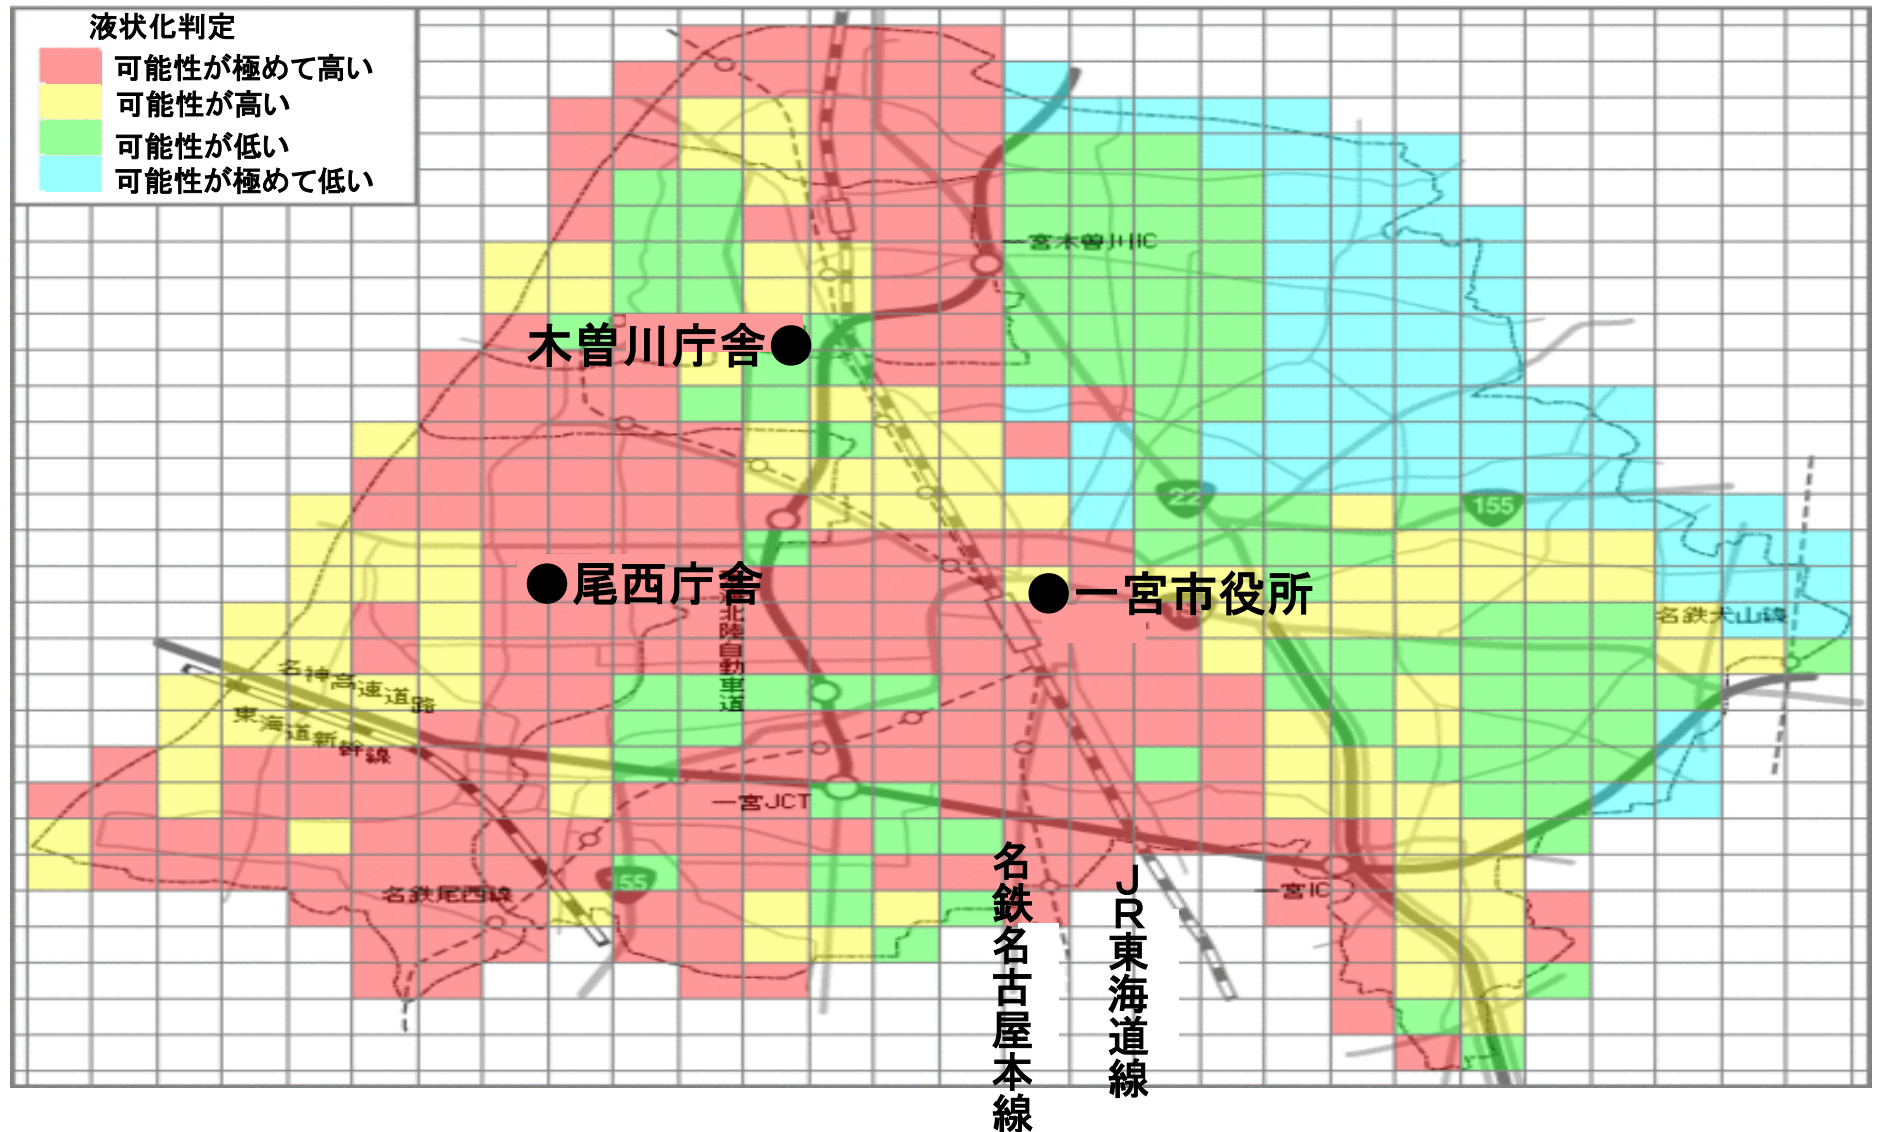 液状化判定
可能性が極めて高い
可能性が高い
可能性が低い
可能性が極めて低い
一宮木曽川IC
木曽川庁舎●
22
155
●尾西庁舎
●一宮市役所
北陸自動車道
名鉄犬山線
名神高速道路
東海道新幹線
一宮JCT
155
名鉄尾西線
一宮IC
名鉄名古屋本線
JR東海道線